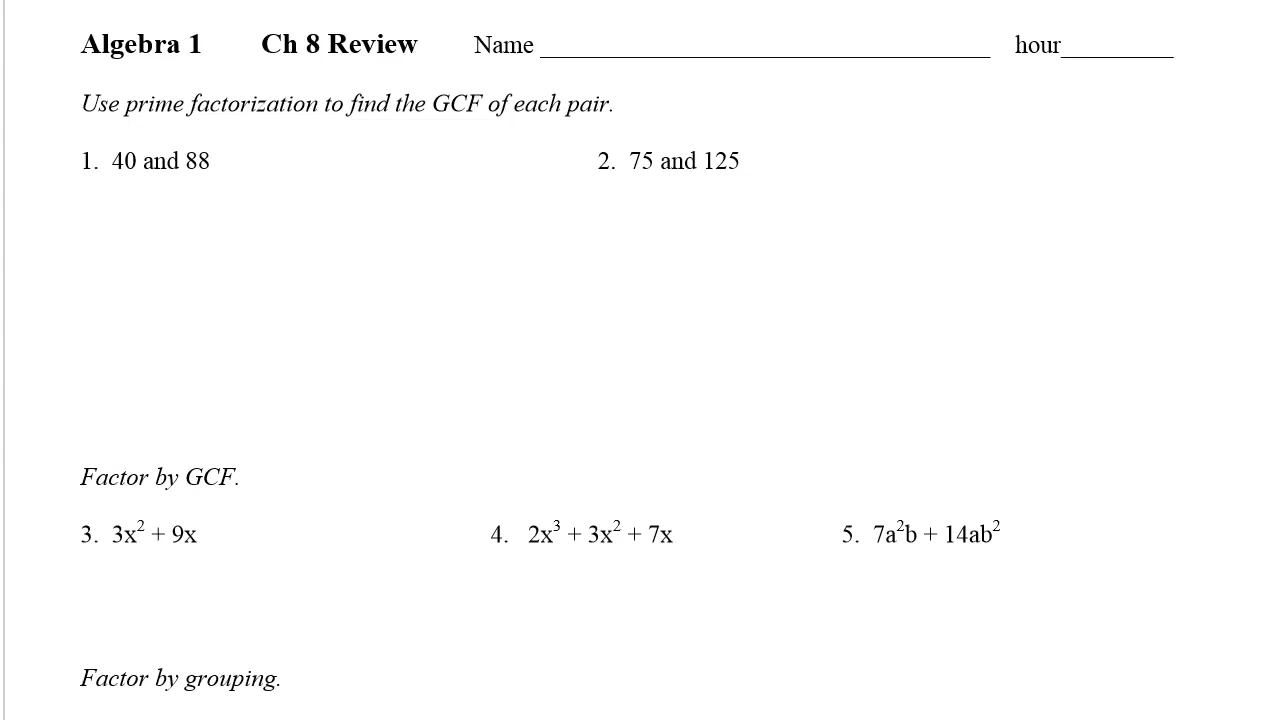 Algebra 1 Ch 8 Review Name ____________________________________ hour_________
Use prime factorization to find the GCF of each pair.
1. 40 and 88 2. 75 and 125
Factor by GCF.
3. 3x² + 9x 4. 2x³ + 3x² + 7x 5. 7a²b + 14ab²
Factor by grouping.